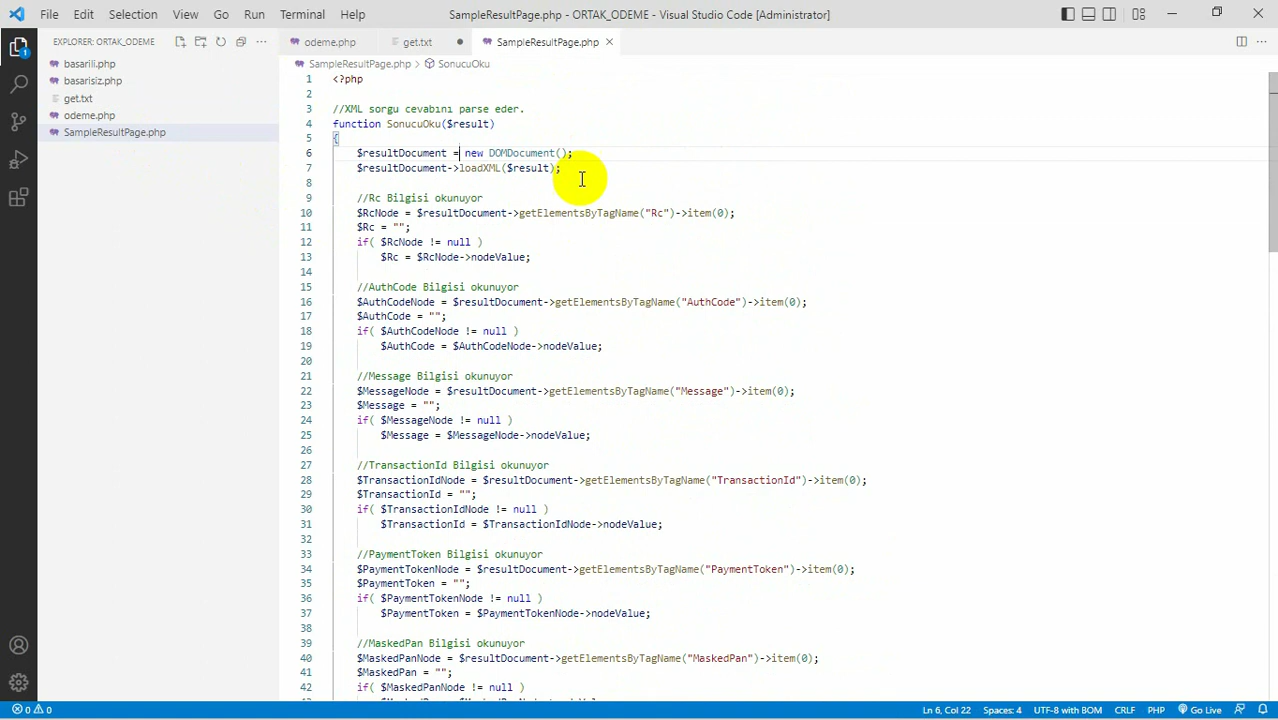 File Edit Selection View Go Run Terminal Help SampleResultPage.php - ORTAK_ODEME - Visual Studio Code [Administrator]
EXPLORER: ORTAK_ODEME
basarili.php
basarisiz.php
get.txt
odeme.php
SampleResultPage.php
odeme.php get.txt SampleResultPage.php
SampleResultPage.php > SonucuOku
1 <?php
2
3 //XML sorgu cevabını parse eder.
4 function SonucuOku($result)
5 {
6 $resultDocument = new DOMDocument();
7 $resultDocument->loadXML($result);
8
9 //Rc Bilgisi okunuyor
10 $RcNode = $resultDocument->getElementsByTagName("Rc")->item(0);
11 $Rc = "";
12 if( $RcNode != null )
13 $Rc = $RcNode->nodeValue;
14
15 //AuthCode Bilgisi okunuyor
16 $AuthCodeNode = $resultDocument->getElementsByTagName("AuthCode")->item(0);
17 $AuthCode = "";
18 if( $AuthCodeNode != null )
19 $AuthCode = $AuthCodeNode->nodeValue;
20
21 //Message Bilgisi okunuyor
22 $MessageNode = $resultDocument->getElementsByTagName("Message")->item(0);
23 $Message = "";
24 if( $MessageNode != null )
25 $Message = $MessageNode->nodeValue;
26
27 //TransactionId Bilgisi okunuyor
28 $TransactionIdNode = $resultDocument->getElementsByTagName("TransactionId")->item(0);
29 $TransactionId = "";
30 if( $TransactionIdNode != null )
31 $TransactionId = $TransactionIdNode->nodeValue;
32
33 //PaymentToken Bilgisi okunuyor
34 $PaymentTokenNode = $resultDocument->getElementsByTagName("PaymentToken")->item(0);
35 $PaymentToken = "";
36 if( $PaymentTokenNode != null )
37 $PaymentToken = $PaymentTokenNode->nodeValue;
38
39 //MaskedPan Bilgisi okunuyor
40 $MaskedPanNode = $resultDocument->getElementsByTagName("MaskedPan")->item(0);
41 $MaskedPan = "";
42 if( $MaskedPanNode != null )
0 0 Ln 6, Col 22 Spaces: 4 UTF-8 with BOM CRLF PHP Go Live